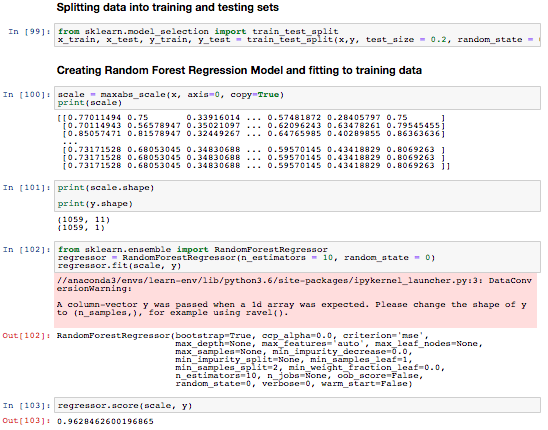 Splitting data into training and testing sets
In [99]: from sklearn.model_selection import train_test_split
x_train, x_test, y_train, y_test = train_test_split(x,y, test_size = 0.2, random_state =
Creating Random Forest Regression Model and fitting to training data
In [100]: scale = maxabs_scale(x, axis=0, copy=True)
print(scale)
[[0.77011494 0.75 0.33916014 ... 0.57481872 0.28405797 0.75 ]
[0.70114943 0.56578947 0.35021097 ... 0.62096243 0.63478261 0.79545455]
[0.85057471 0.81578947 0.32449267 ... 0.64765985 0.40289855 0.86363636]
...
[0.73171528 0.68053045 0.34830688 ... 0.59570145 0.43418829 0.8069263 ]
[0.73171528 0.68053045 0.34830688 ... 0.59570145 0.43418829 0.8069263 ]
[0.73171528 0.68053045 0.34830688 ... 0.59570145 0.43418829 0.8069263 ]]
In [101]: print(scale.shape)
print(y.shape)
(1059, 11)
(1059, 1)
In [102]: from sklearn.ensemble import RandomForestRegressor
regressor = RandomForestRegressor(n_estimators = 10, random_state = 0)
regressor.fit(scale, y)
//anaconda3/envs/learn-env/lib/python3.6/site-packages/ipykernel_launcher.py:3: DataConv
ersionWarning:
A column-vector y was passed when a 1d array was expected. Please change the shape of y
to (n_samples,), for example using ravel().
Out[102]: RandomForestRegressor(bootstrap=True, ccp_alpha=0.0, criterion='mse',
max_depth=None, max_features='auto', max_leaf_nodes=None,
max_samples=None, min_impurity_decrease=0.0,
min_impurity_split=None, min_samples_leaf=1,
min_samples_split=2, min_weight_fraction_leaf=0.0,
n_estimators=10, n_jobs=None, oob_score=False,
random_state=0, verbose=0, warm_start=False)
In [103]: regressor.score(scale, y)
Out[103]: 0.9628462600196865